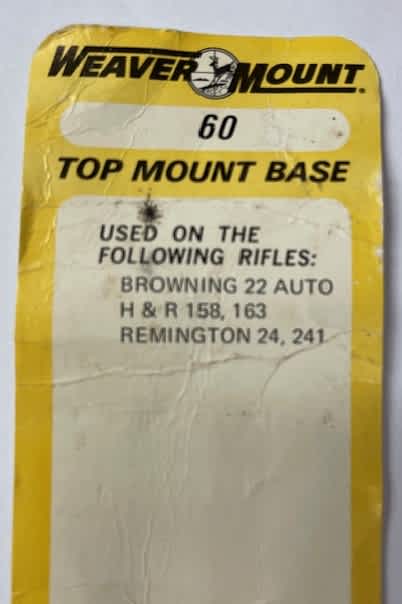 WEAVER MOUNT®
60
TOP MOUNT BASE
USED ON THE
FOLLOWING RIFLES:
BROWNING 22 AUTO
H & R 158, 163
REMINGTON 24, 241